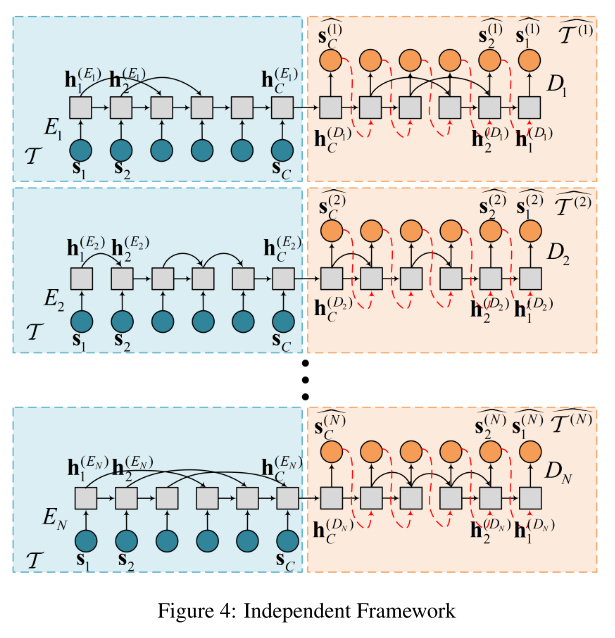 $\widehat{\mathbf{s}_C^{(1)}}$ $\widehat{\mathbf{s}_2^{(1)}}$ $\widehat{\mathbf{s}_1^{(1)}}$ $\widehat{\mathcal{T}^{(1)}}$
$\mathbf{h}_1^{(E_1)}$ $\mathbf{h}_2^{(E_1)}$ $\mathbf{h}_C^{(E_1)}$ $D_1$
$E_1$ $\mathbf{h}_C^{(D_1)}$ $\mathbf{h}_2^{(D_1)}$ $\mathbf{h}_1^{(D_1)}$
$\mathcal{T}$ $\mathbf{s}_1$ $\mathbf{s}_2$ $\mathbf{s}_C$
$\widehat{\mathbf{s}_C^{(2)}}$ $\widehat{\mathbf{s}_2^{(2)}}$ $\widehat{\mathbf{s}_1^{(2)}}$ $\widehat{\mathcal{T}^{(2)}}$
$\mathbf{h}_1^{(E_2)}$ $\mathbf{h}_2^{(E_2)}$ $\mathbf{h}_C^{(E_2)}$ $D_2$
$E_2$ $\mathbf{h}_C^{(D_2)}$ $\mathbf{h}_2^{(D_2)}$ $\mathbf{h}_1^{(D_2)}$
$\mathcal{T}$ $\mathbf{s}_1$ $\mathbf{s}_2$ $\mathbf{s}_C$
$\widehat{\mathbf{s}_C^{(N)}}$ $\widehat{\mathbf{s}_2^{(N)}}$ $\widehat{\mathbf{s}_1^{(N)}}$ $\widehat{\mathcal{T}^{(N)}}$
$\mathbf{h}_1^{(E_N)}$ $\mathbf{h}_2^{(E_N)}$ $\mathbf{h}_C^{(E_N)}$ $D_N$
$E_N$ $\mathbf{h}_C^{(D_N)}$ $\mathbf{h}_2^{(D_N)}$ $\mathbf{h}_1^{(D_N)}$
$\mathcal{T}$ $\mathbf{s}_1$ $\mathbf{s}_2$ $\mathbf{s}_C$
Figure 4: Independent Framework